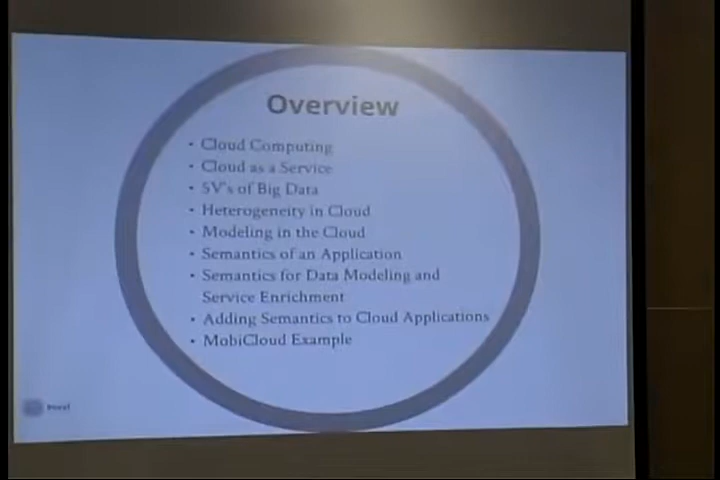 Overview
• Cloud Computing
• Cloud as a Service
• 5V's of Big Data
• Heterogeneity in Cloud
• Modeling in the Cloud
• Semantics of an Application
• Semantics for Data Modeling and
Service Enrichment
• Adding Semantics to Cloud Applications
• MobiCloud Example